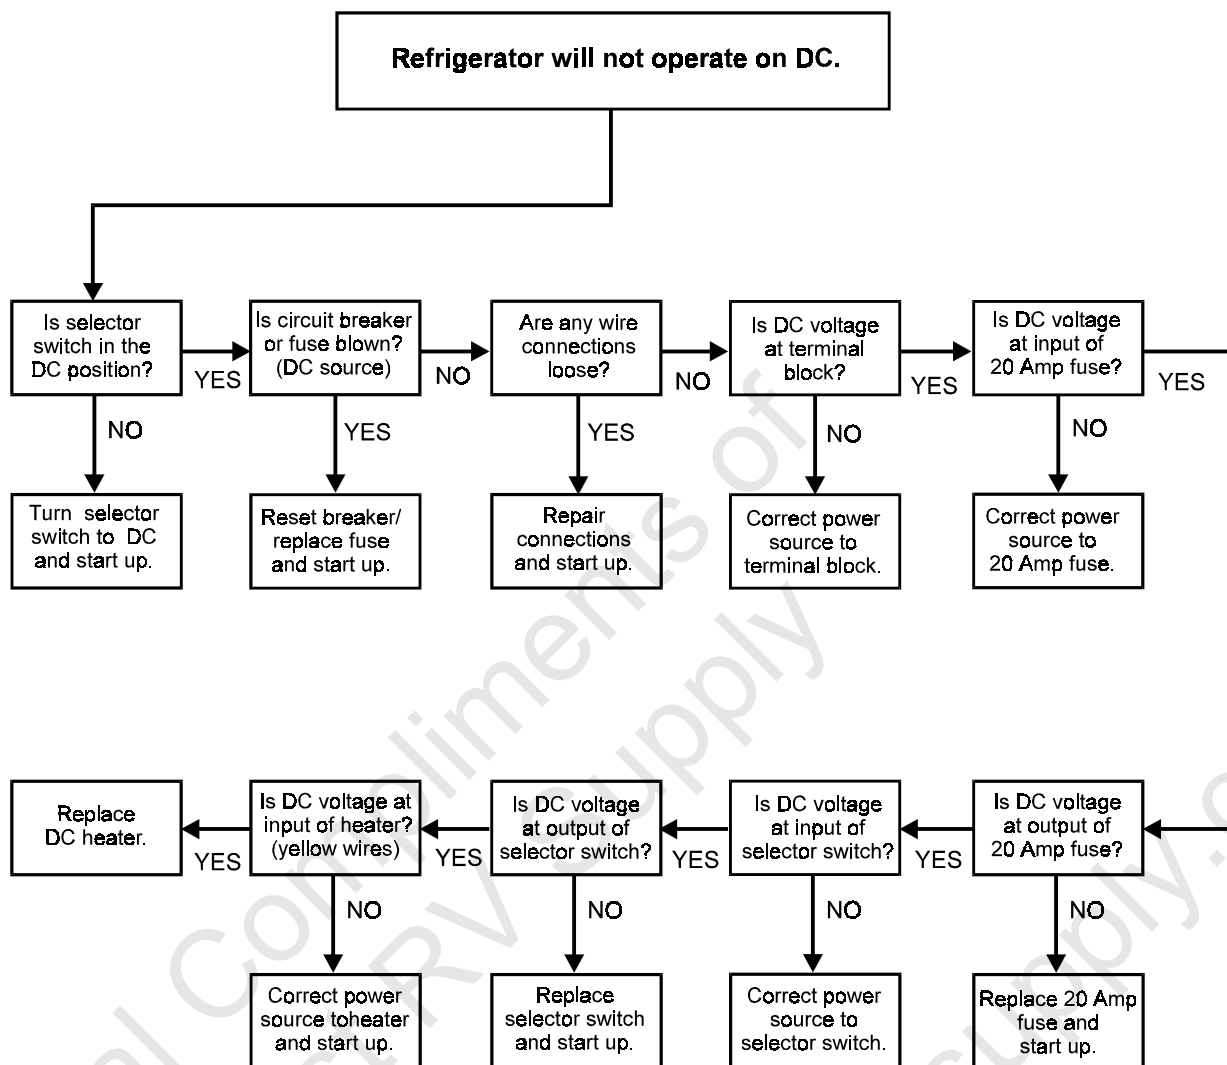 Refrigerator will not operate on DC.
Is selector
switch in the
DC position?
YES
Is circuit breaker
or fuse blown?
(DC source)
NO
Are any wire
connections
loose?
NO
Is DC voltage
at terminal
block?
YES
Is DC voltage
at input of
20 Amp fuse?
YES
NO
YES
YES
NO
NO
Turn selector
switch to DC
and start up.
Reset breaker/
replace fuse
and start up.
Repair
connections
and start up.
Correct power
source to
terminal block.
Correct power
source to
20 Amp fuse.
Replace
DC heater.
YES
Is DC voltage at
input of heater?
(yellow wires)
YES
Is DC voltage
at output of
selector switch?
YES
Is DC voltage
at input of
selector switch?
YES
Is DC voltage
at output of
20 Amp fuse?
NO
NO
NO
NO
Correct power
source toheater
and start up.
Replace
selector switch
and start up.
Correct power
source to
selector switch.
Replace 20 Amp
fuse and
start up.
Compliments of
RV Supply